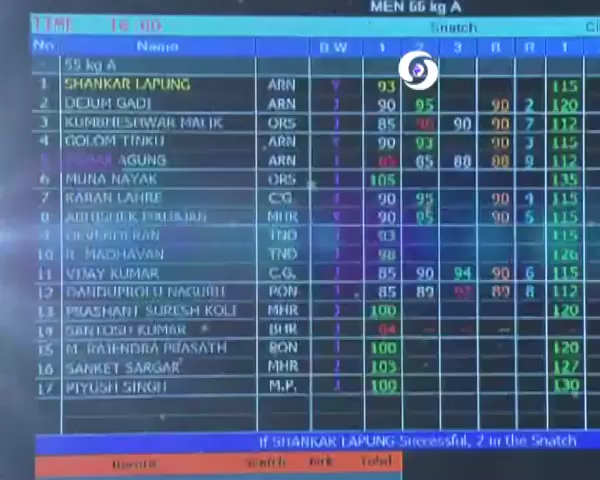 MEN 55 kg A
TIME 16:00 Snatch
No Name B.W 1 2 3 B R 1
55 kg A
1 SHANKAR LAPUNG ARN 93 115
2 ARN 90 95 90 2 120
3 KUMBHESHWAR MALIK ORS 85 90 90 7 112
4 GOLOM TINKU ARN 90 93 90 3 115
5 AGUNG ARN 85 85 88 88 9 112
6 MUNA NAYAK ORS 105 135
7 KARAN LAHRE C.G. 90 95 90 4 115
8 ABHISHEK MAHAJAN MHR 90 95 90 5 115
9 TND 93 115
10 R. MADHAVAN TND 98 120
11 VIJAY KUMAR C.G. 85 90 94 90 6 115
12 PON 85 89 89 8 112
13 PRASHANT SURESH KOLI MHR 100 120
14 SANTOSH KUMAR BHR
15 M. RAJENDRA PRASATH PON 100 120
16 SANKET SARGAR MHR 105 127
17 PIYUSH SINGH M.P. 100 130
If SHANKAR LAPUNG Successful, 2 in the Snatch
Record Snatch Jerk Total